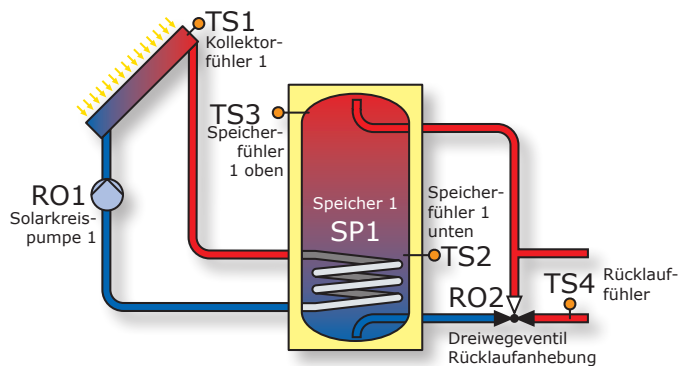 TS1
Kollektor-
fühler 1
TS3
Speicher-
fühler
1 oben
RO1
Solarkreis-
pumpe 1
Speicher 1
SP1
Speicher-
fühler 1
unten
TS2
RO2
TS4
Rücklauf-
fühler
Dreiwegeventil
Rücklaufanhebung